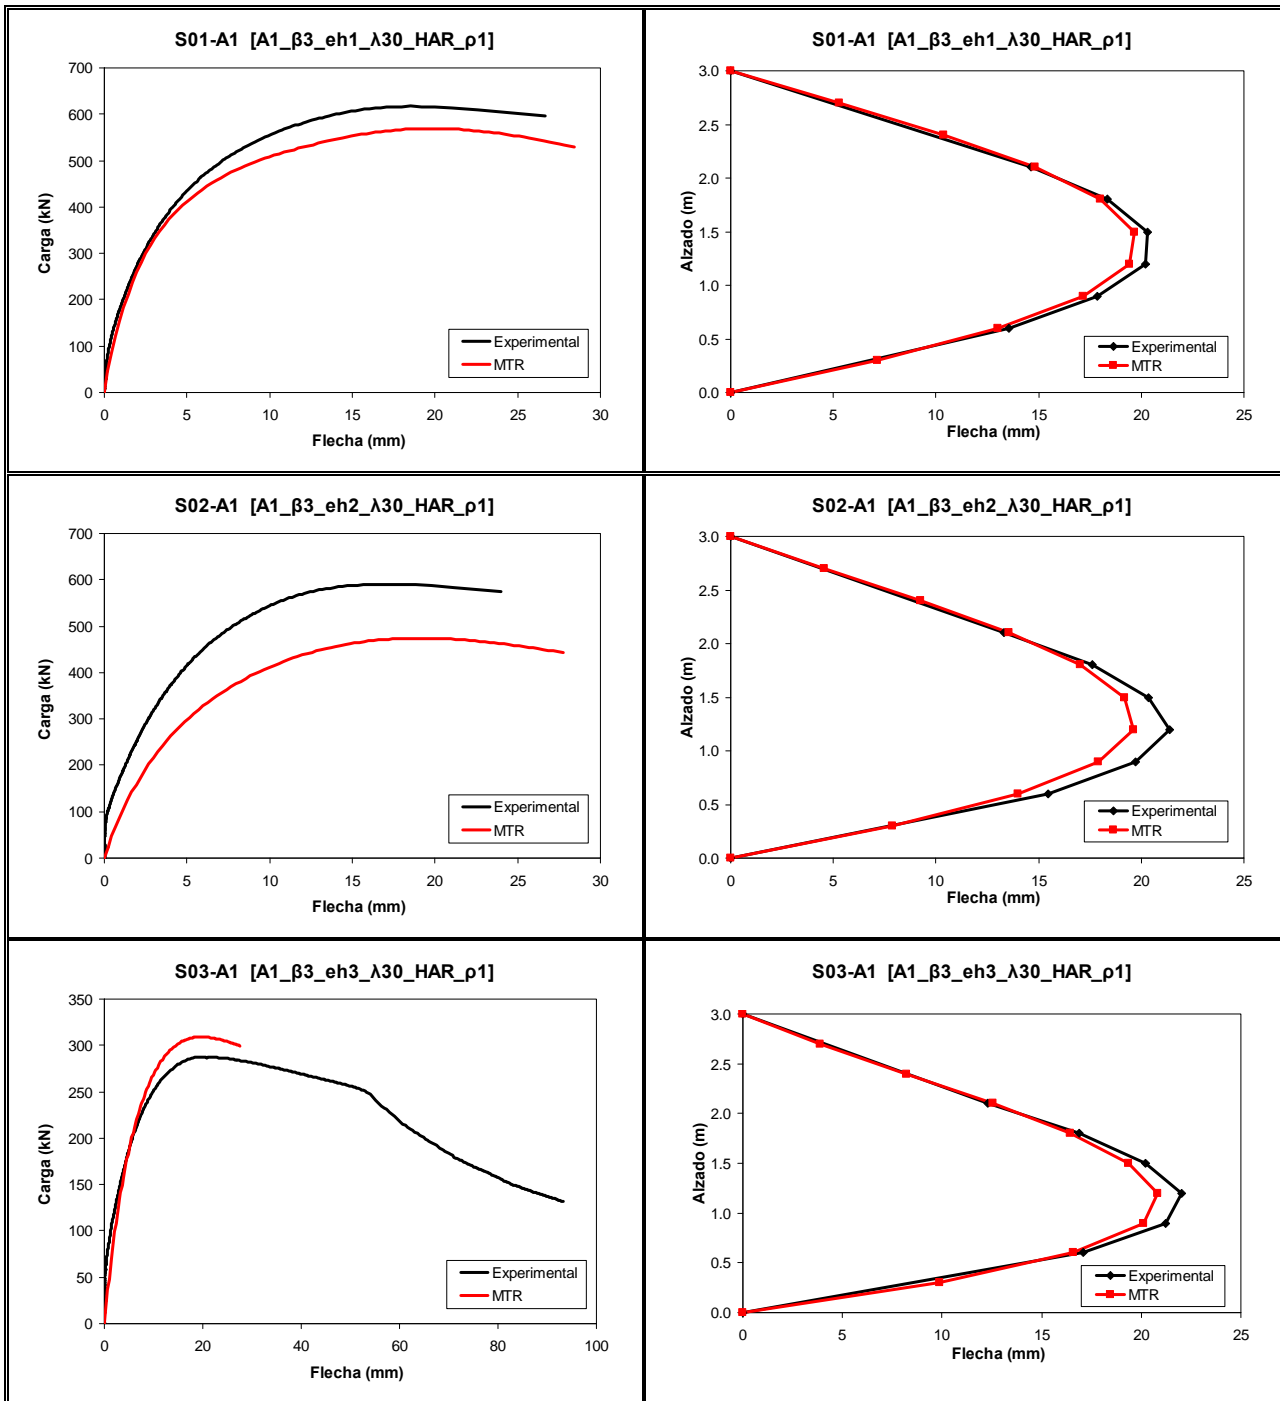 S01-A1 [A1_β3_eh1_λ30_HAR_ρ1]
700
600
500
400
300
200
100
0
Carga (kN)
0 5 10 15 20 25 30
Flecha (mm)
Experimental
MTR
S01-A1 [A1_β3_eh1_λ30_HAR_ρ1]
3.0
2.5
2.0
1.5
1.0
0.5
0.0
Alzado (m)
0 5 10 15 20 25
Flecha (mm)
Experimental
MTR
S02-A1 [A1_β3_eh2_λ30_HAR_ρ1]
700
600
500
400
300
200
100
0
Carga (kN)
0 5 10 15 20 25 30
Flecha (mm)
Experimental
MTR
S02-A1 [A1_β3_eh2_λ30_HAR_ρ1]
3.0
2.5
2.0
1.5
1.0
0.5
0.0
Alzado (m)
0 5 10 15 20 25
Flecha (mm)
Experimental
MTR
S03-A1 [A1_β3_eh3_λ30_HAR_ρ1]
350
300
250
200
150
100
50
0
Carga (kN)
0 20 40 60 80 100
Flecha (mm)
Experimental
MTR
S03-A1 [A1_β3_eh3_λ30_HAR_ρ1]
3.0
2.5
2.0
1.5
1.0
0.5
0.0
Alzado (m)
0 5 10 15 20 25
Flecha (mm)
Experimental
MTR